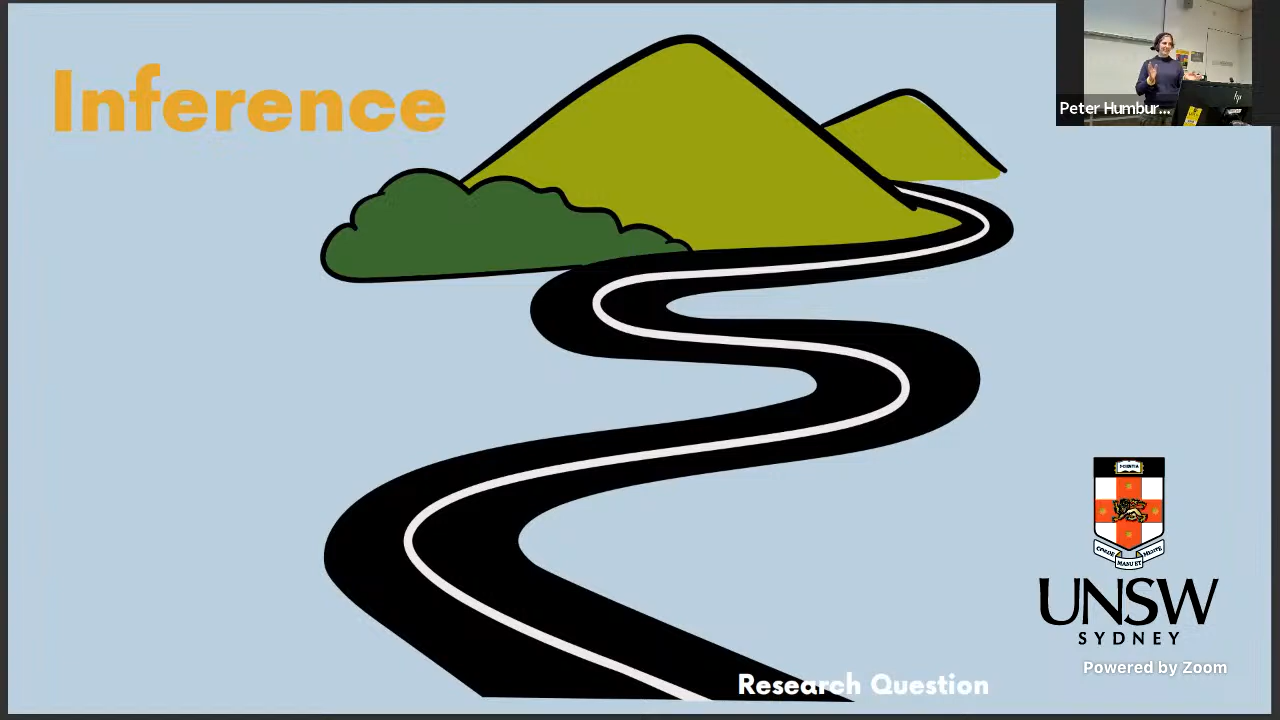 Inference
Peter Humbur...
UNSW
SYDNEY
Powered by Zoom
Research Question